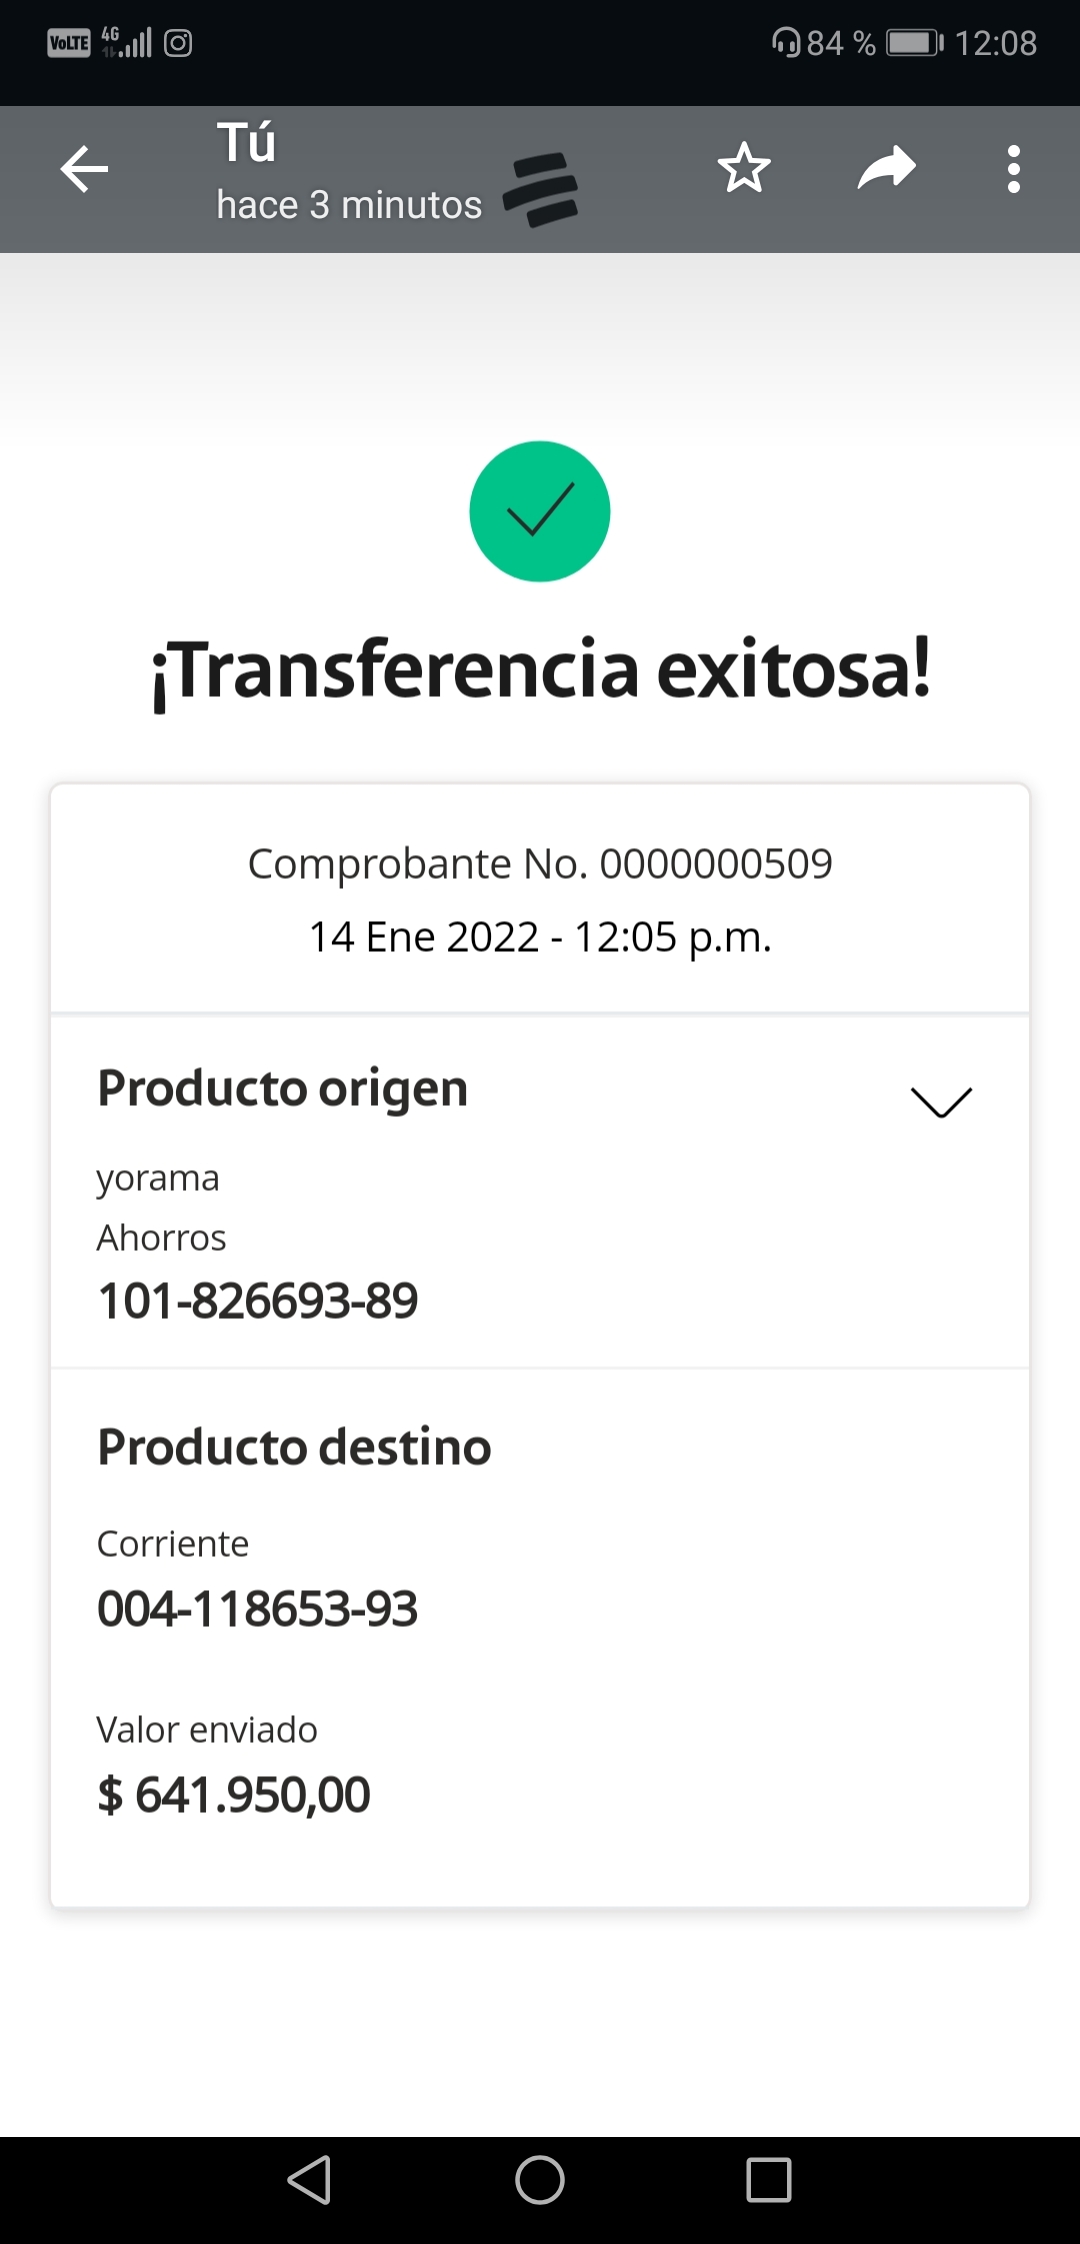 VoLTE 4G 84 % 12:08
Tú
hace 3 minutos
¡Transferencia exitosa!
Comprobante No. 0000000509
14 Ene 2022 - 12:05 p.m.
Producto origen
yorama
Ahorros
101-826693-89
Producto destino
Corriente
004-118653-93
Valor enviado
$ 641.950,00